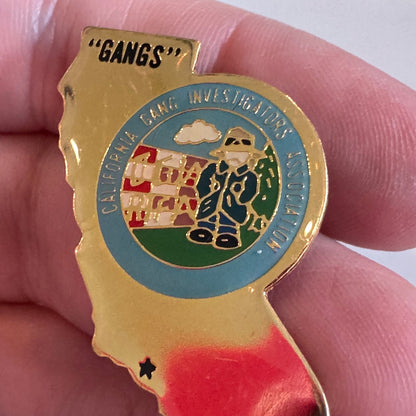 "GANGS"
CALIFORNIA GANG INVESTIGATORS ASSOCIATION